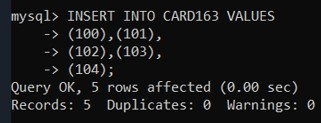 mysql> INSERT INTO CARD163 VALUES
-> (100),(101),
-> (102),(103),
-> (104);
Query OK, 5 rows affected (0.00 sec)
Records: 5  Duplicates: 0  Warnings: 0